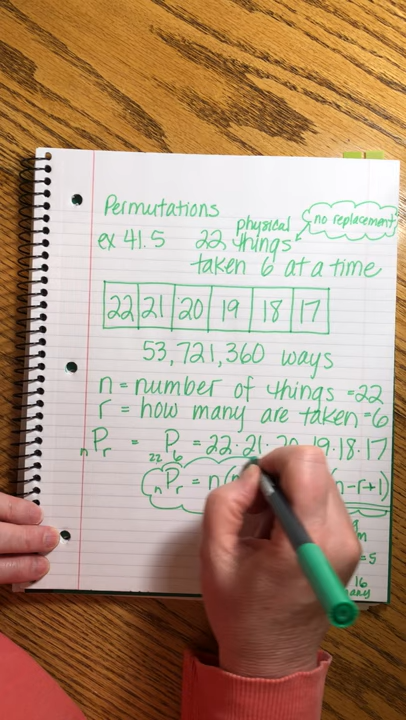 Permutations
ex 41.5 22 physical things no replacement
taken 6 at a time
22 21 20 19 18 17
53,721,360 ways
n = number of things = 22
r = how many are taken = 6
nPr = 22P6 = 22·21·20·19·18·17
nPr = n( n-r+1)
= 5
16